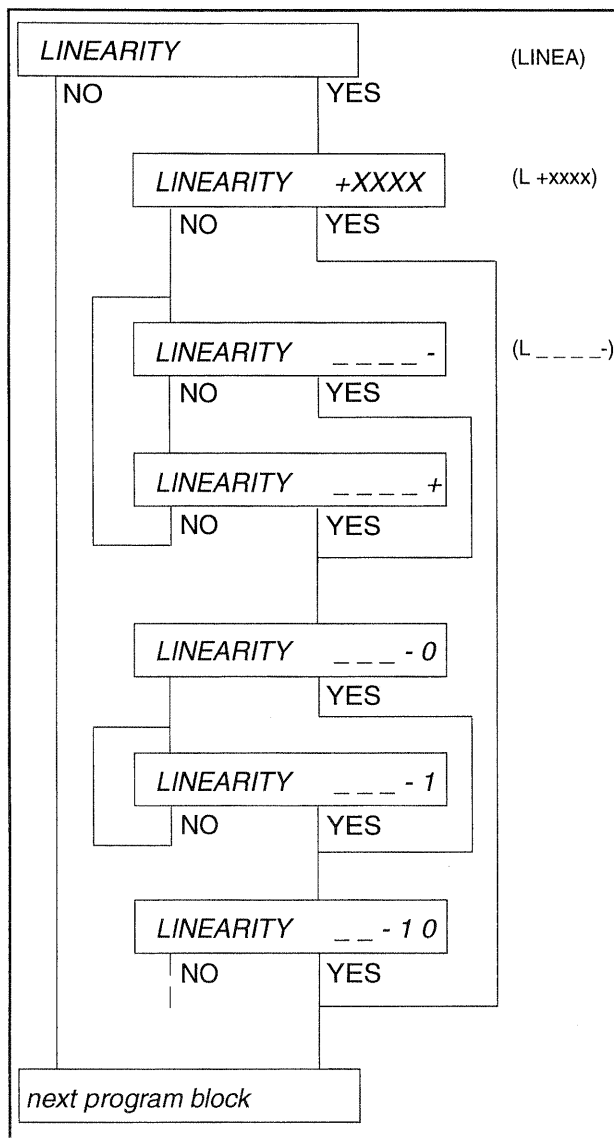 LINEARITY (LINEA)
NO YES
LINEARITY +XXXX (L +xxxx)
NO YES
LINEARITY _ _ _ _ - (L _ _ _ _-)
NO YES
LINEARITY _ _ _ _ +
NO YES
LINEARITY _ _ _ - 0
YES
LINEARITY _ _ _ - 1
NO YES
LINEARITY _ _ - 1 0
NO YES
next program block